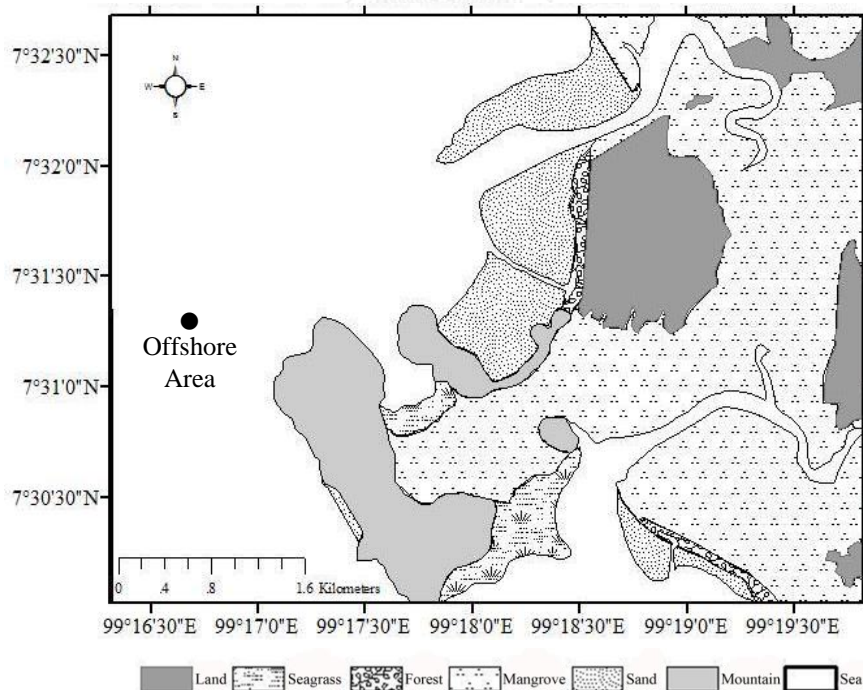 7°32'30"N
N
W E
S
7°32'0"N
7°31'30"N
Offshore
Area
7°31'0"N
7°30'30"N
0 .4 .8 1.6 Kilometers
99°16'30"E 99°17'0"E 99°17'30"E 99°18'0"E 99°18'30"E 99°19'0"E 99°19'30"E
Land Seagrass Forest Mangrove Sand Mountain Sea